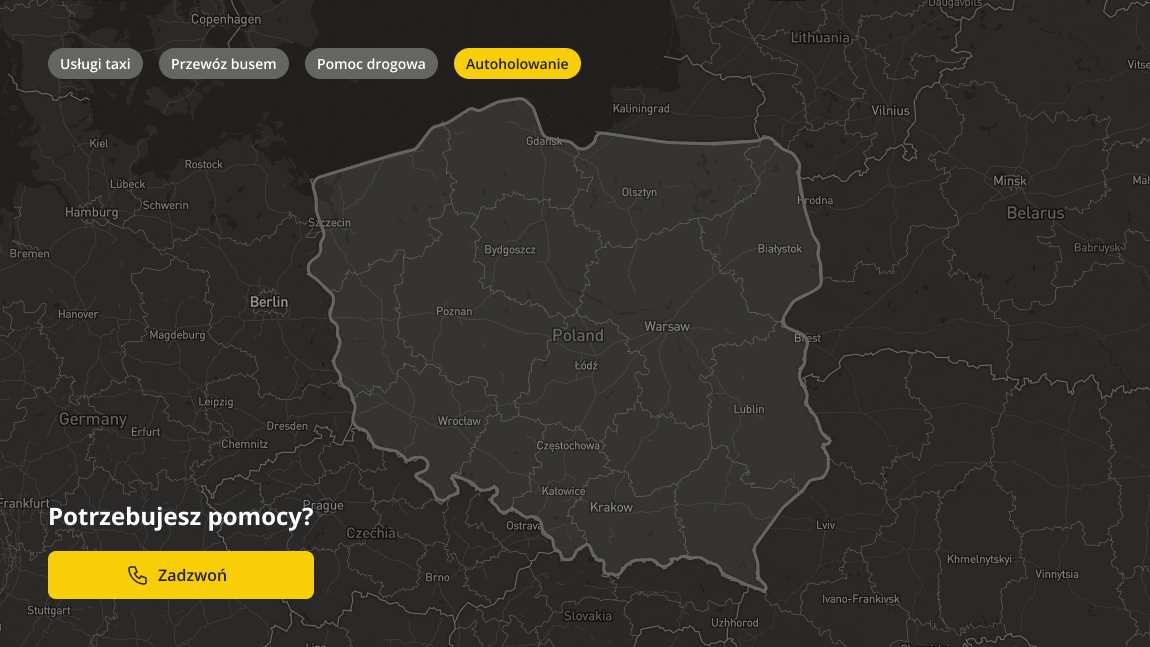 Daugavpils
Copenhagen
Lithuania
Usługi taxi
Przewóz busem
Pomoc drogowa
Autoholowanie
Kaliningrad
Vilnius
Kiel
Gdańsk
Rostock
Lübeck
Olsztyn
Minsk
Schwerin
Hrodna
Hamburg
Belarus
Szczecin
Bremen
Bydgoszcz
Białystok
Babruysk
Berlin
Hanover
Poznan
Warsaw
Magdeburg
Poland
Brest
Łódź
Leipzig
Lublin
Germany
Wrocław
Dresden
Erfurt
Chemnitz
Częstochowa
Katowice
Frankfurt
Prague
Krakow
Potrzebujesz pomocy?
Ostrava
Lviv
Czechia
Khmelnytskyi
Zadzwoń
Brno
Vinnytsia
Ivano-Frankivsk
Stuttgart
Slovakia
Uzhhorod